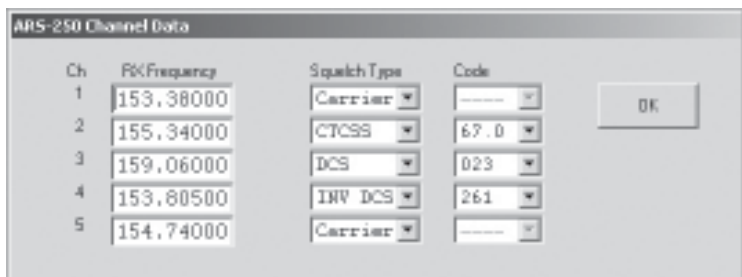 ARS-250 Channel Data
Ch RX Frequency Squelch Type Code
1 153.38000 Carrier ----
OK
2 155.34000 CTCSS 67.0
3 159.06000 DCS 023
4 153.80500 INV DCS 261
5 154.74000 Carrier ----